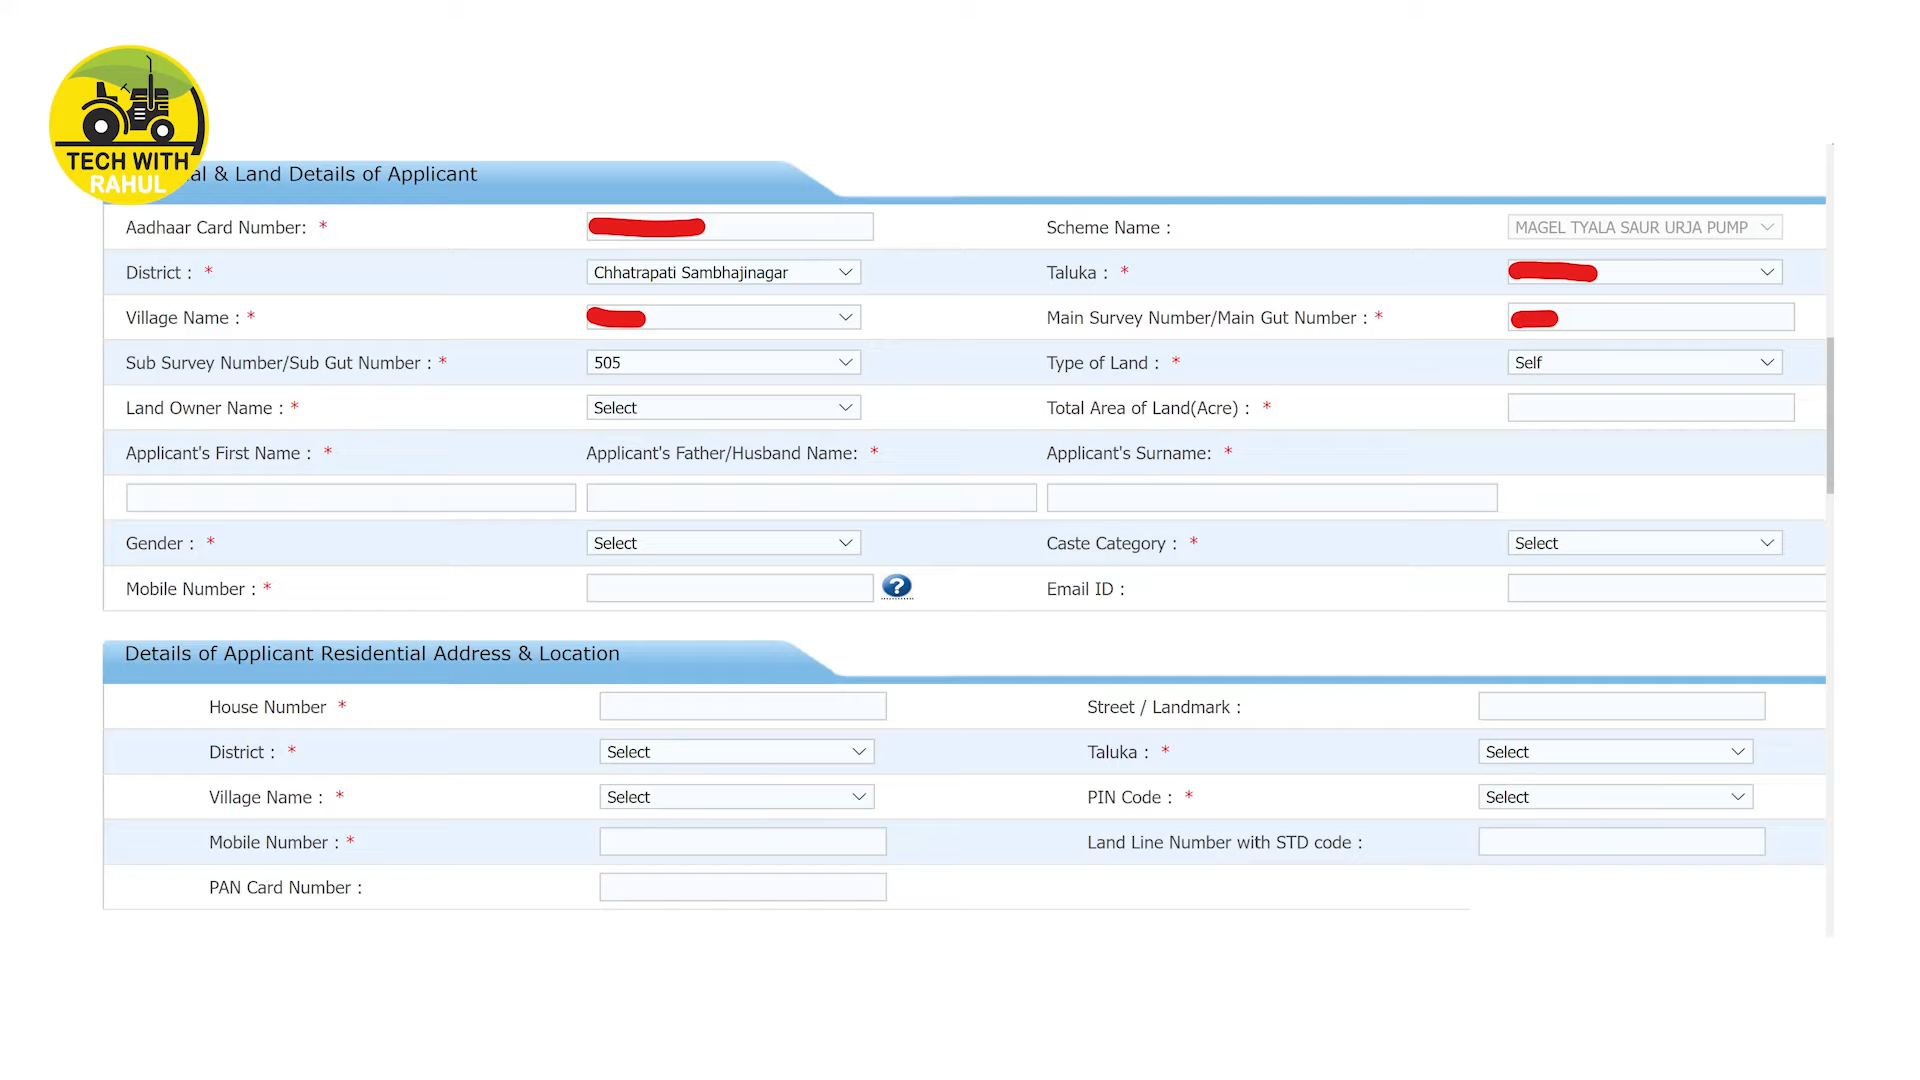 TECH WITH
RAHUL
al & Land Details of Applicant
Aadhaar Card Number: * Scheme Name : MAGEL TYALA SAUR URJA PUMP
District : * Chhatrapati Sambhajinagar Taluka : *
Village Name : * Main Survey Number/Main Gut Number : *
Sub Survey Number/Sub Gut Number : * 505 Type of Land : * Self
Land Owner Name : * Select Total Area of Land(Acre) : *
Applicant's First Name : * Applicant's Father/Husband Name: * Applicant's Surname: *
Gender : * Select Caste Category : * Select
Mobile Number : * ? Email ID :
Details of Applicant Residential Address & Location
House Number * Street / Landmark :
District : * Select Taluka : * Select
Village Name : * Select PIN Code : * Select
Mobile Number : * Land Line Number with STD code :
PAN Card Number :